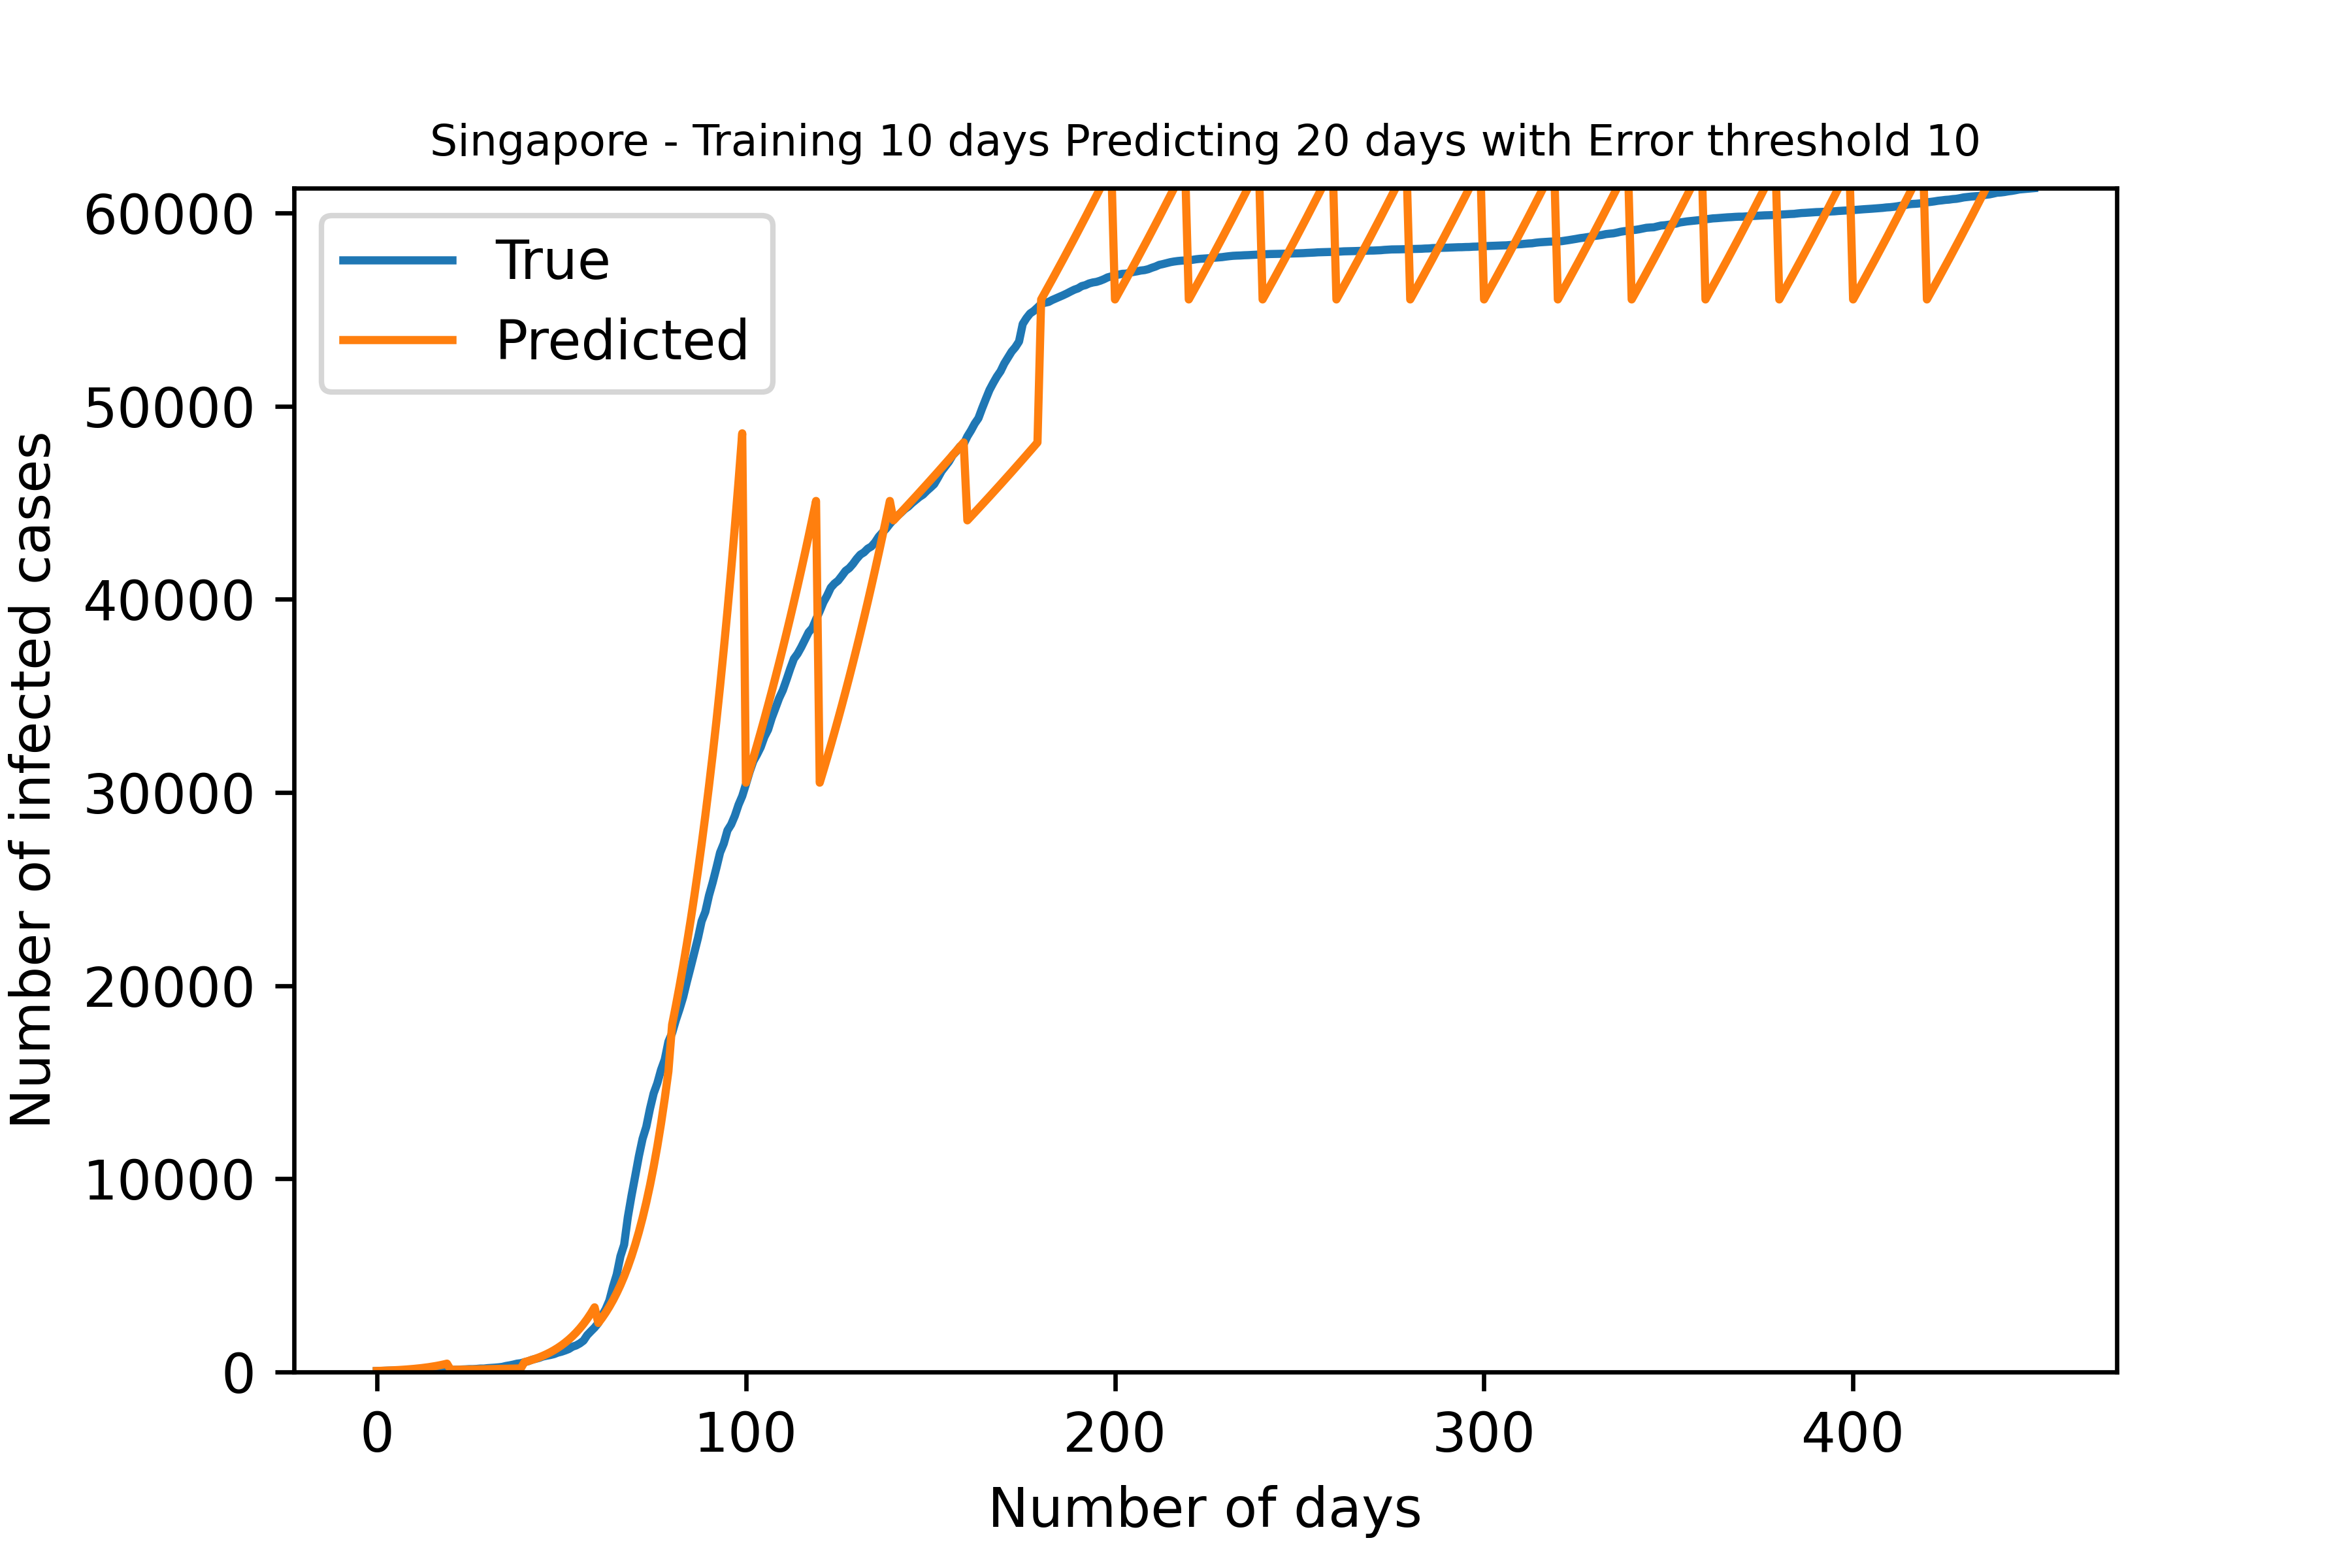 Singapore - Training 10 days Predicting 20 days with Error threshold 10
True
Predicted
60000
50000
40000
30000
20000
10000
0
Number of infected cases
0 100 200 300 400
Number of days